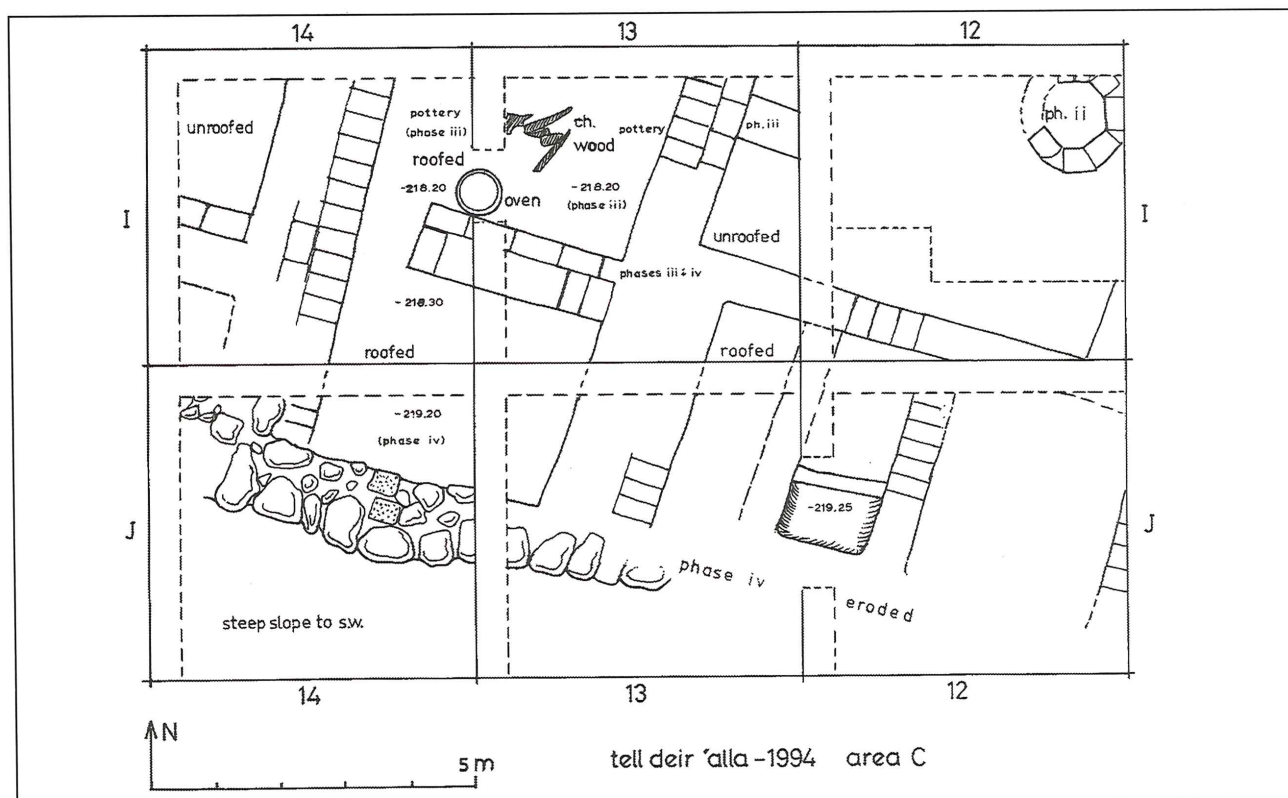 14 13 12
unroofed
pottery
(phase iii)
roofed
-218.20
oven
ch.
wood
-218.20
(phase iii)
pottery
ph. iii
ph. ii
I
I
unroofed
phases iii & iv
-218.30
roofed
roofed
-219.20
(phase iv)
-219.25
J
J
phase iv
eroded
steep slope to s.w.
14 13 12
N
5 m
tell deir ʿalla -1994 area C